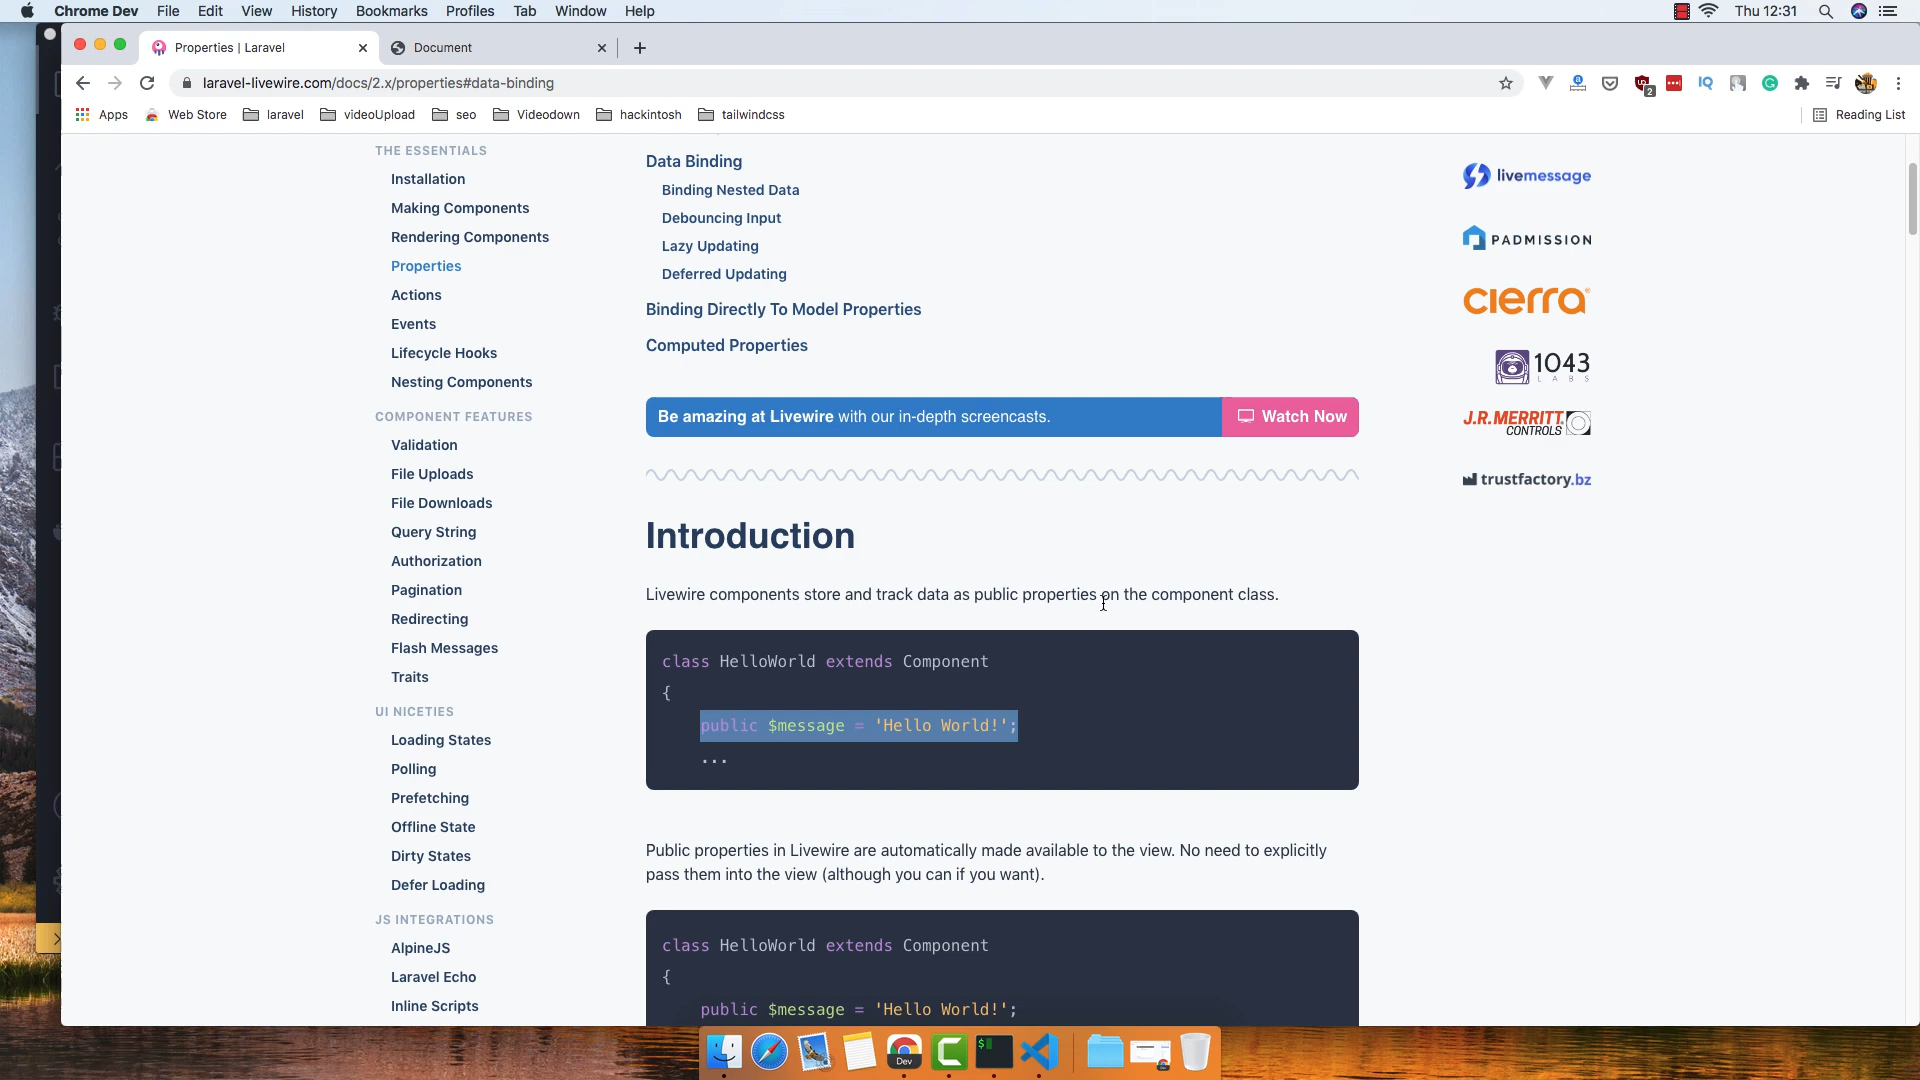 Chrome Dev File Edit View History Bookmarks Profiles Tab Window Help Thu 12:31
Properties | Laravel Document
laravel-livewire.com/docs/2.x/properties#data-binding
Apps Web Store laravel videoUpload seo Videodown hackintosh tailwindcss Reading List
THE ESSENTIALS
Installation
Making Components
Rendering Components
Properties
Actions
Events
Lifecycle Hooks
Nesting Components
COMPONENT FEATURES
Validation
File Uploads
File Downloads
Query String
Authorization
Pagination
Redirecting
Flash Messages
Traits
UI NICETIES
Loading States
Polling
Prefetching
Offline State
Dirty States
Defer Loading
JS INTEGRATIONS
AlpineJS
Laravel Echo
Inline Scripts
Data Binding
Binding Nested Data
Debouncing Input
Lazy Updating
Deferred Updating
Binding Directly To Model Properties
Computed Properties
Be amazing at Livewire with our in-depth screencasts. Watch Now
Introduction
Livewire components store and track data as public properties on the component class.
class HelloWorld extends Component
{
public $message = 'Hello World!';
...
Public properties in Livewire are automatically made available to the view. No need to explicitly
pass them into the view (although you can if you want).
class HelloWorld extends Component
{
public $message = 'Hello World!';
livemessage
PADMISSION
cierra
1043
LABS
J.R.MERRITT
CONTROLS
trustfactory.bz
2
IQ
Dev
$